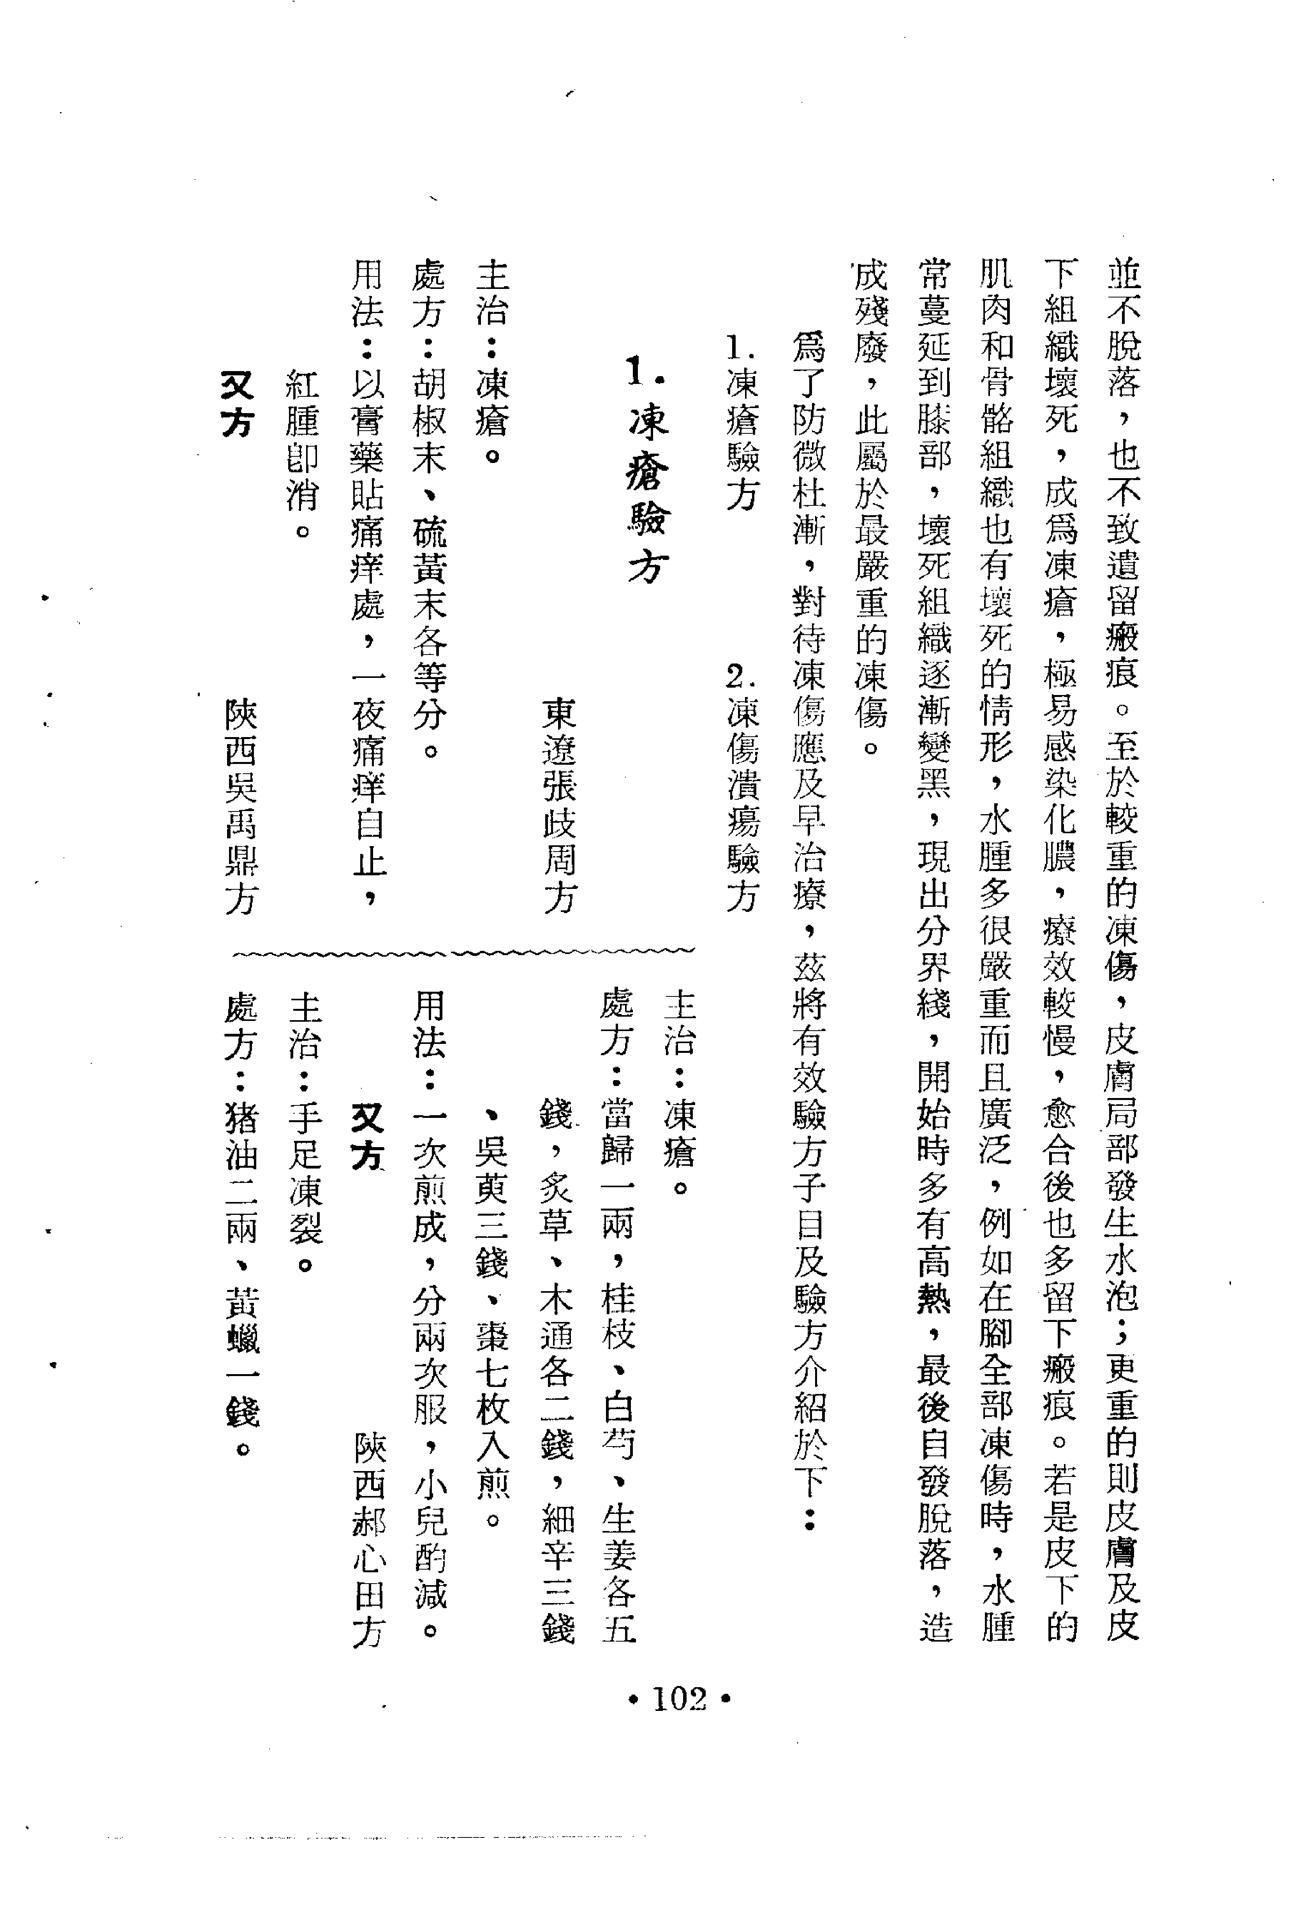 並不脫落，也不致遺留瘢痕。至於較重的凍傷，皮膚局部發生水泡；更重的則皮膚及皮
下組織壞死，成爲凍瘡，極易感染化膿，療效較慢，愈合後也多留下瘢痕。若是皮下的
肌肉和骨骼組織也有壞死的情形，水腫多很嚴重而且廣泛，例如在腳全部凍傷時，水腫
常蔓延到膝部，壞死組織逐漸變黑，現出分界綫，開始時多有高熱，最後自發脫落，造
成殘廢，此屬於最嚴重的凍傷。
爲了防微杜漸，對待凍傷應及早治療，茲將有效驗方子目及驗方介紹於下：
1.凍瘡驗方 2.凍傷潰瘍驗方
1.凍瘡驗方
東遼張歧周方
主治：凍瘡。
處方：胡椒末、硫黃末各等分。
用法：以膏藥貼痛痒處，一夜痛痒自止，
紅腫卽消。
又方 陝西吳禹鼎方
主治：凍瘡。
處方：當歸一兩，桂枝、白芍、生姜各五
錢，炙草、木通各二錢，細辛三錢
、吳萸三錢、棗七枚入煎。
用法：一次煎成，分兩次服，小兒酌減。
又方 陝西郝心田方
主治：手足凍裂。
處方：猪油二兩、黃蠟一錢。
•102•